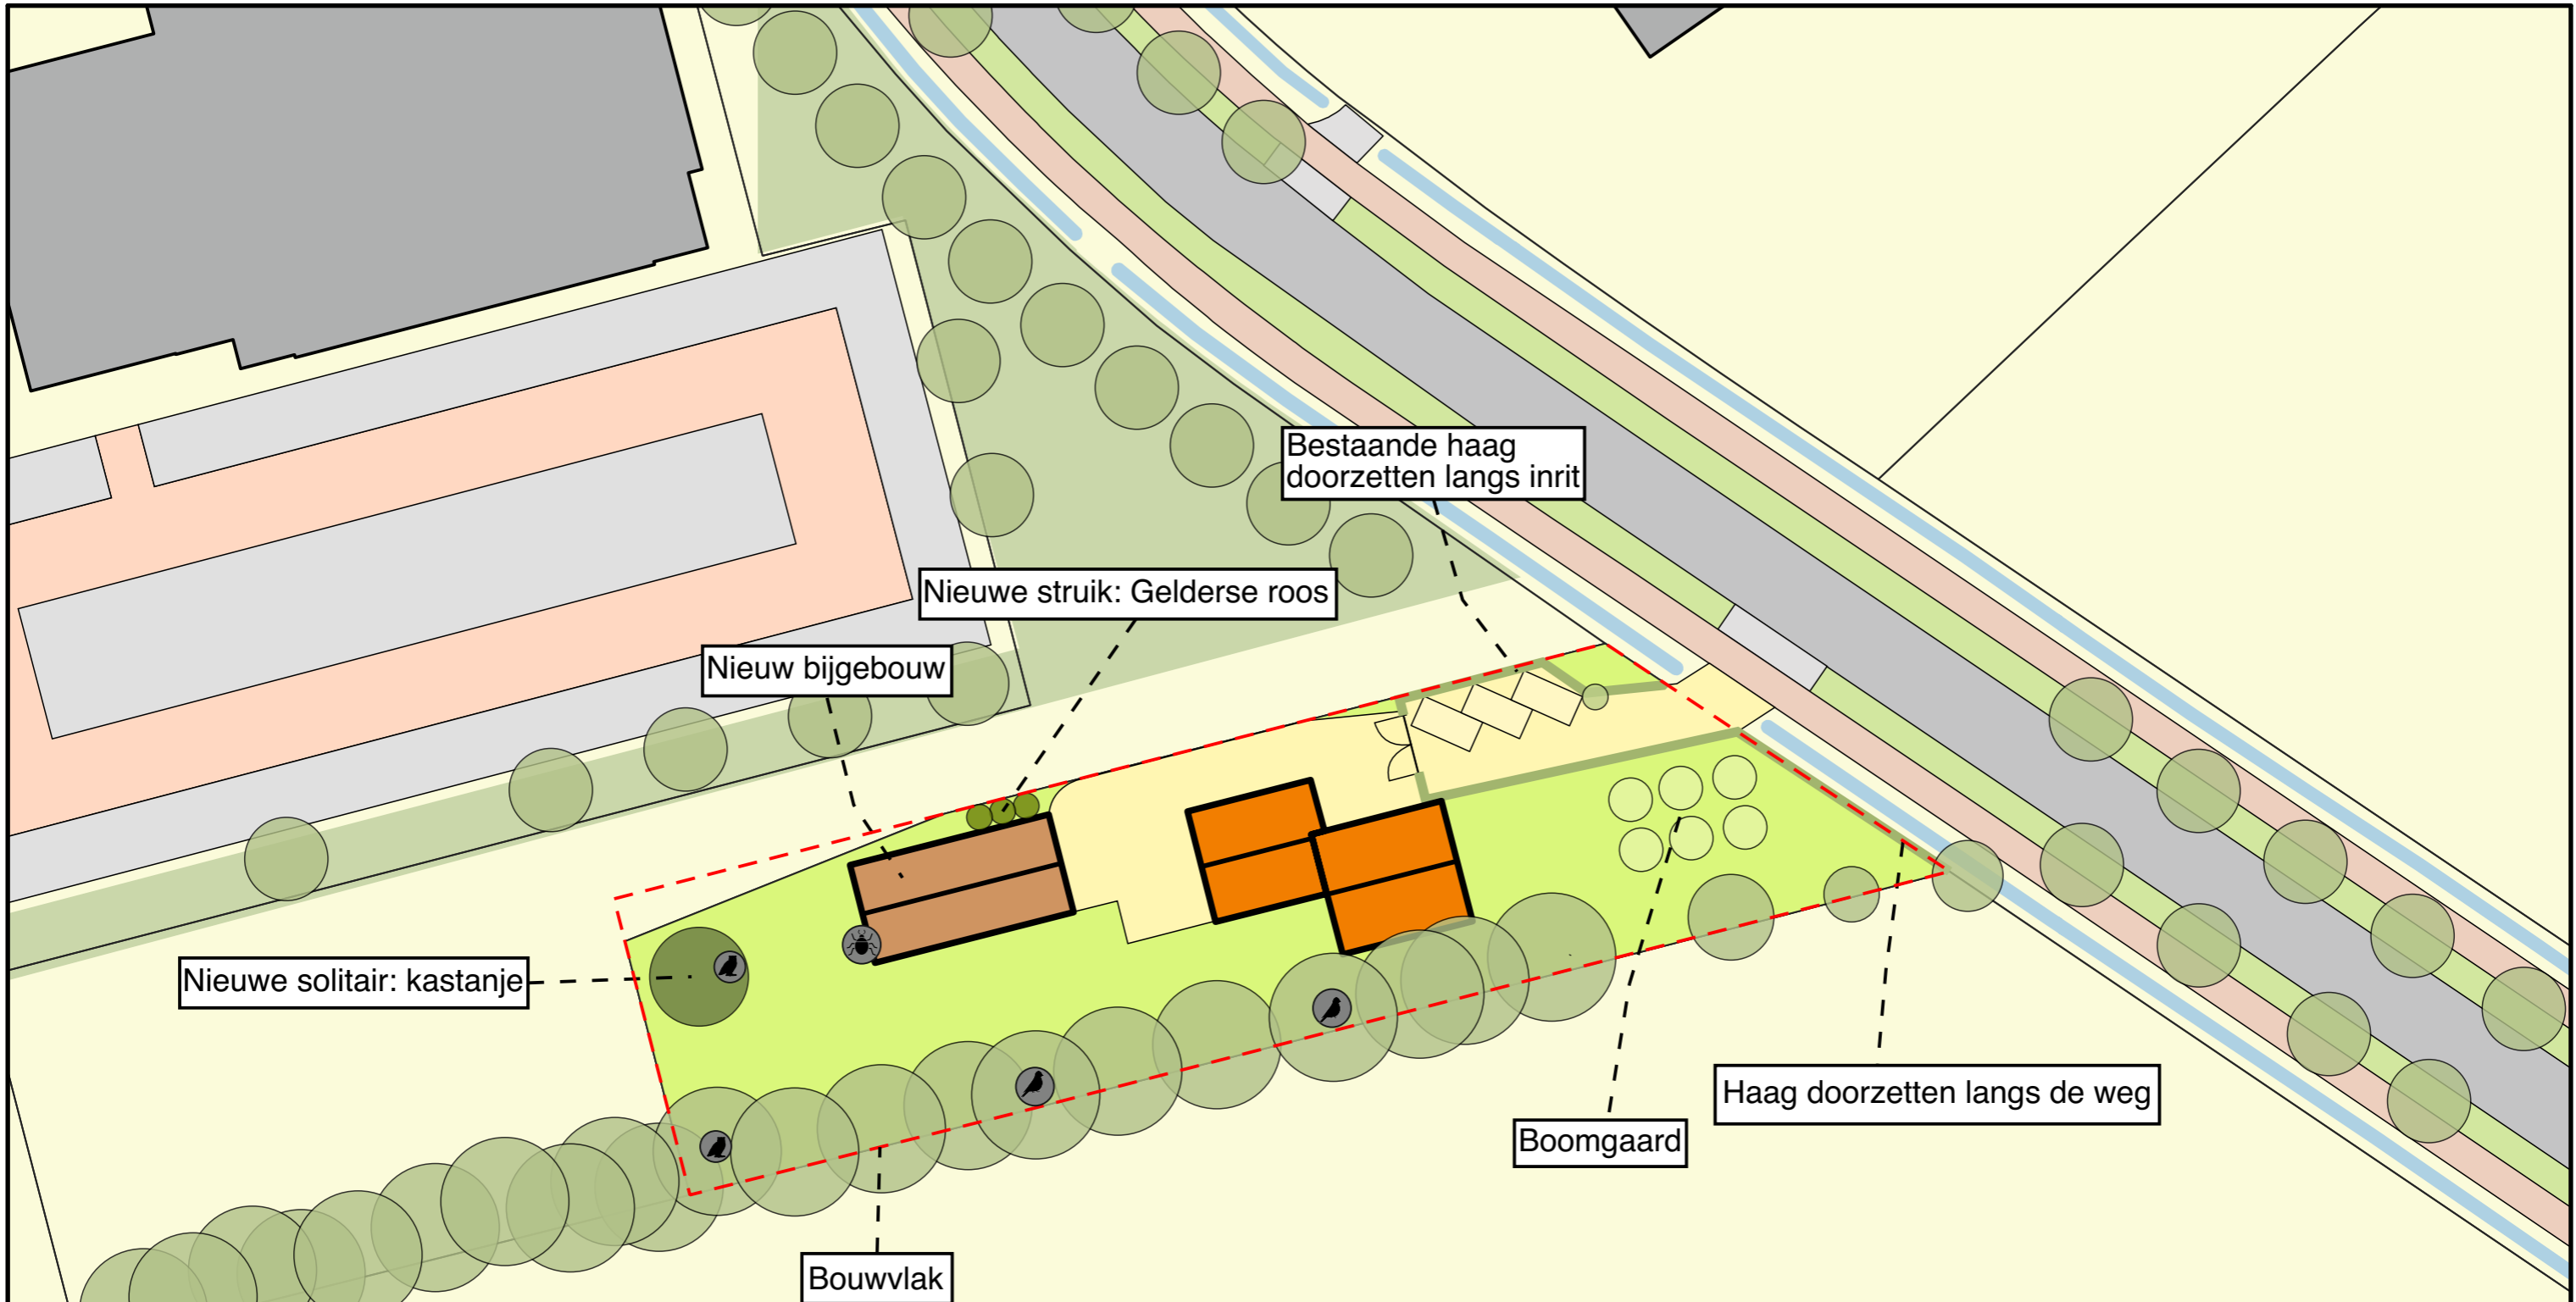 Bestaande haag
doorzetten langs inrit
Nieuwe struik: Gelderse roos
Nieuw bijgebouw
Nieuwe solitair: kastanje
Haag doorzetten langs de weg
Boomgaard
Bouwvlak